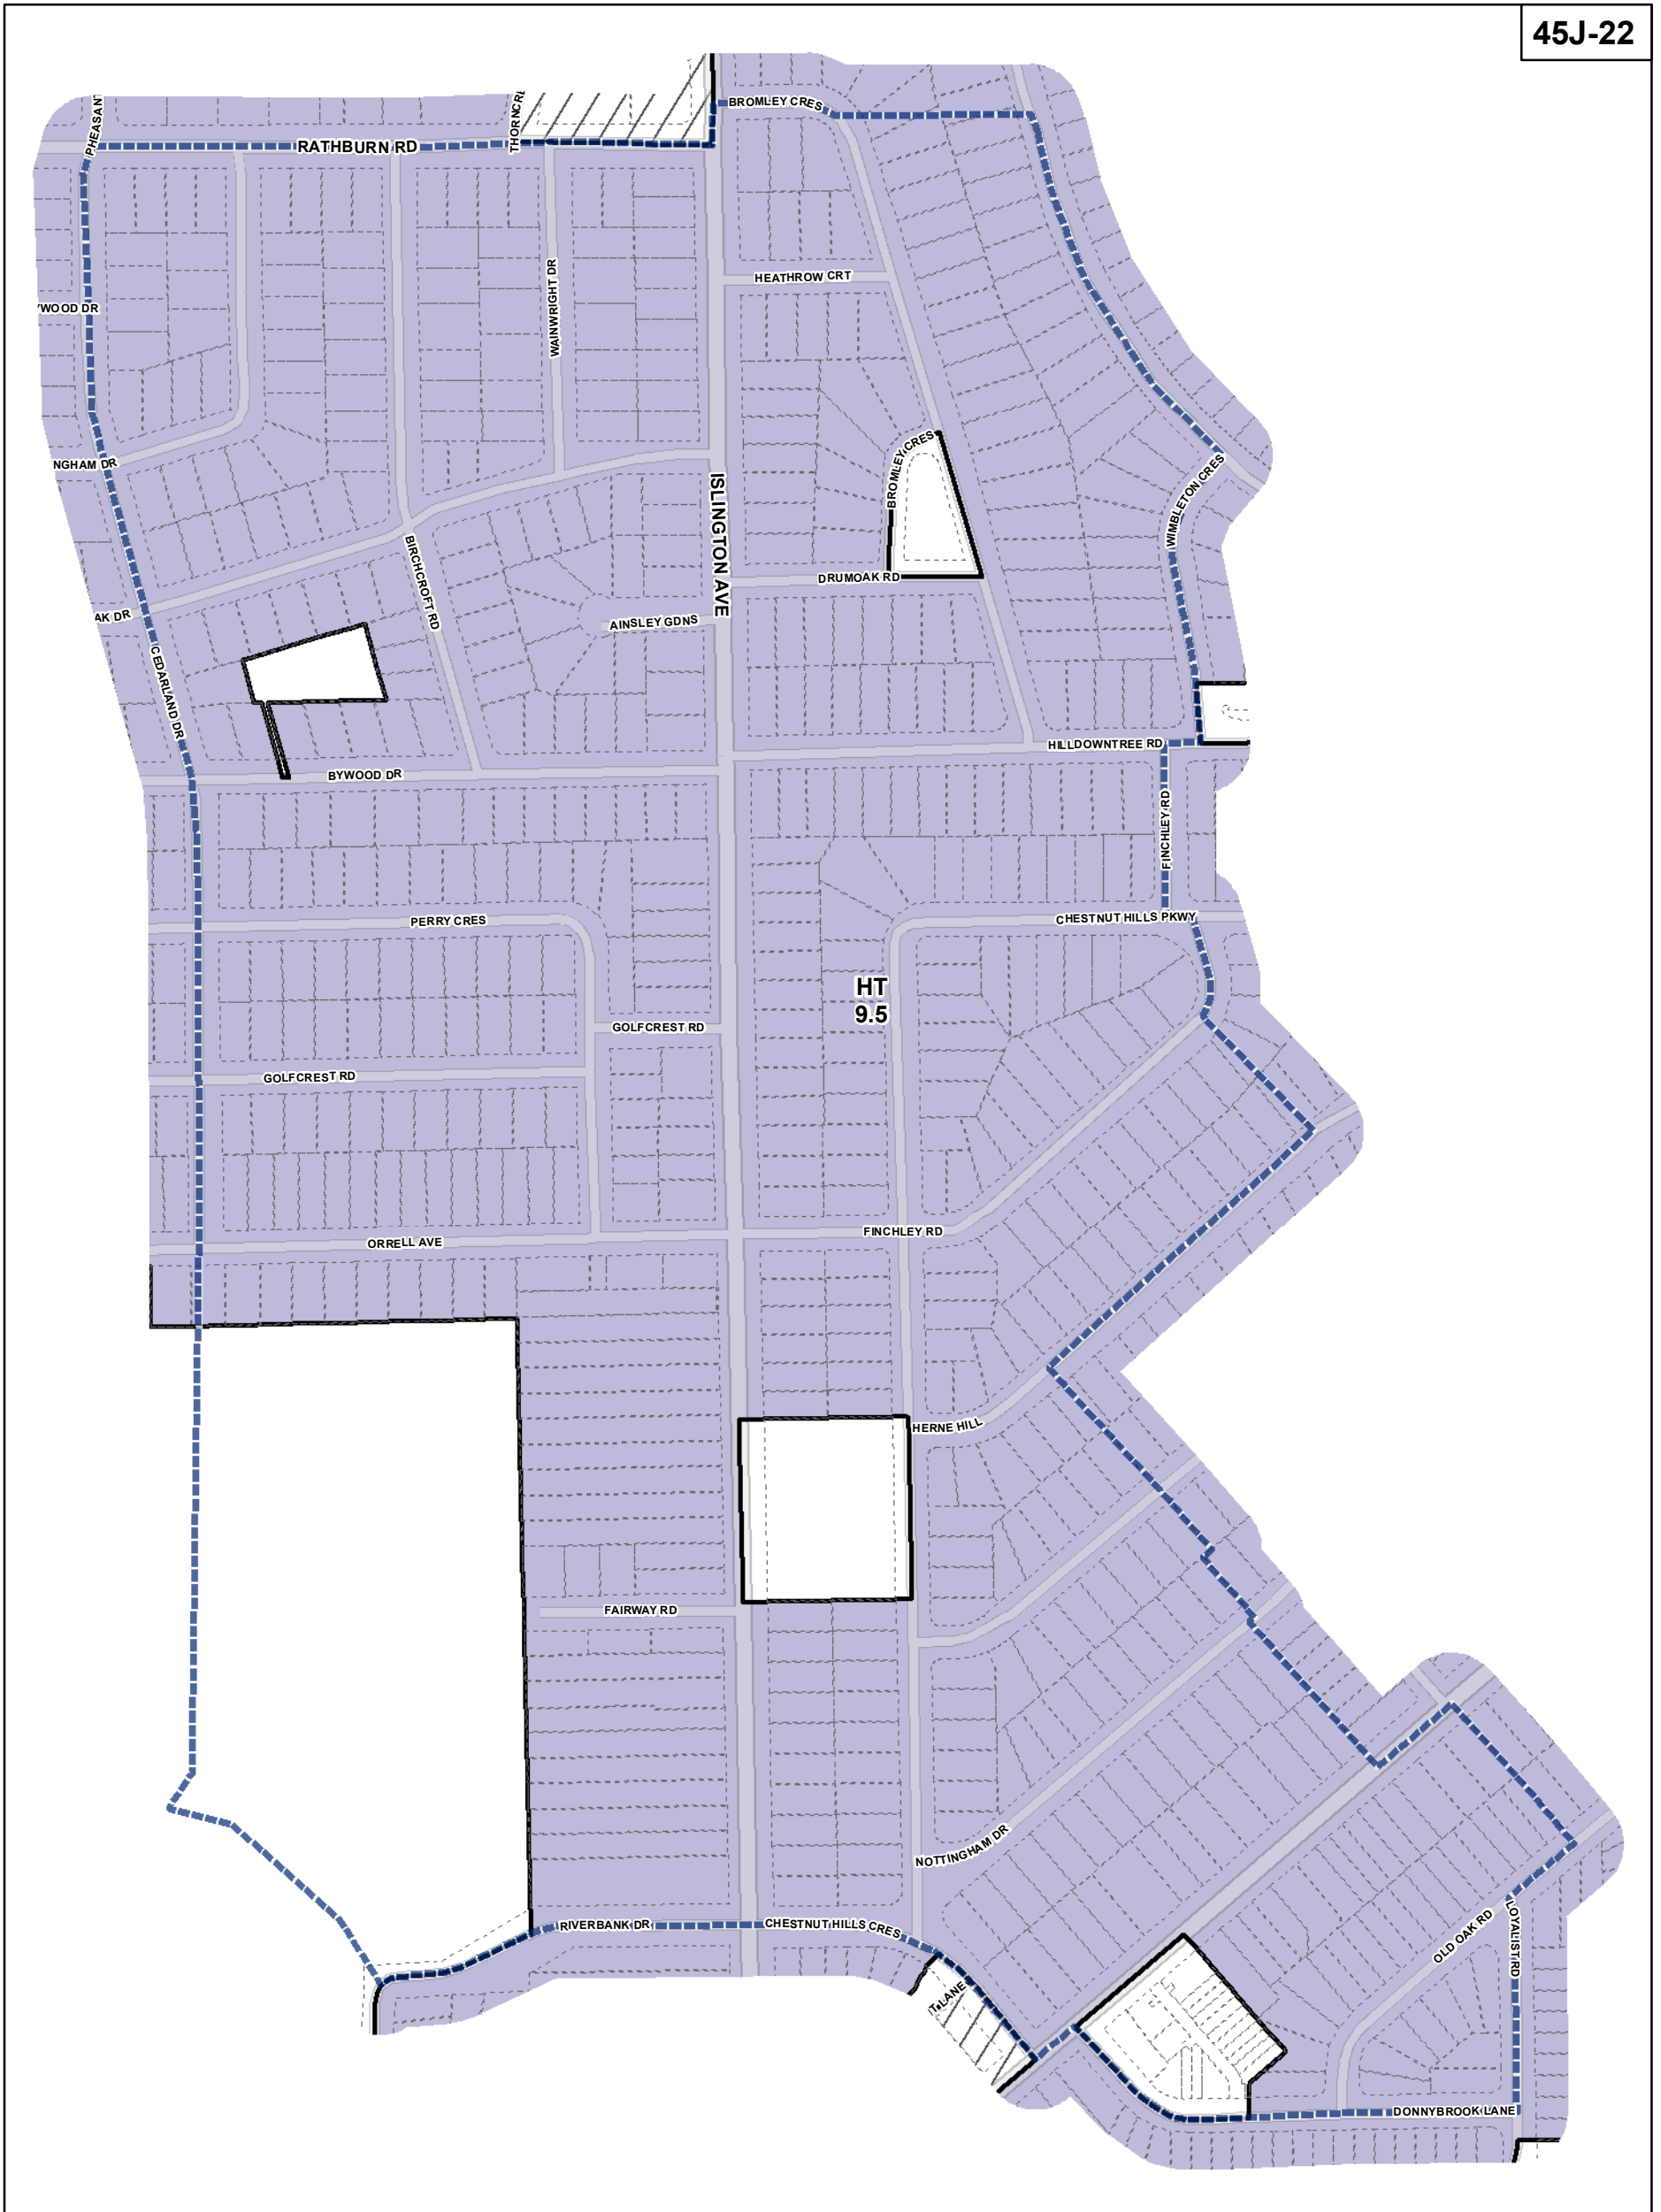 45J-22
PHEASANT
THORNCRE
BROMLEY CRES
RATHBURN RD
HEATHROW CRT
WAINWRIGHT DR
YWOOD DR
BROMLEY CRES
NGHAM DR
WIMBLETON CRES
ISLINGTON AVE
BIRCHCROFT RD
DRUMOAK RD
AK DR
AINSLEY GDNS
CEDARLAND DR
HILLDOWNTREE RD
BYWOOD DR
FINCHLEY RD
PERRY CRES
CHESTNUT HILLS PKWY
HT
9.5
GOLFCREST RD
GOLFCREST RD
FINCHLEY RD
ORRELL AVE
HERNE HILL
FAIRWAY RD
NOTTINGHAM DR
RIVERBANK DR
CHESTNUT HILLS CRES
OLD OAK RD
LOYALIST RD
T LANE
DONNYBROOK LANE